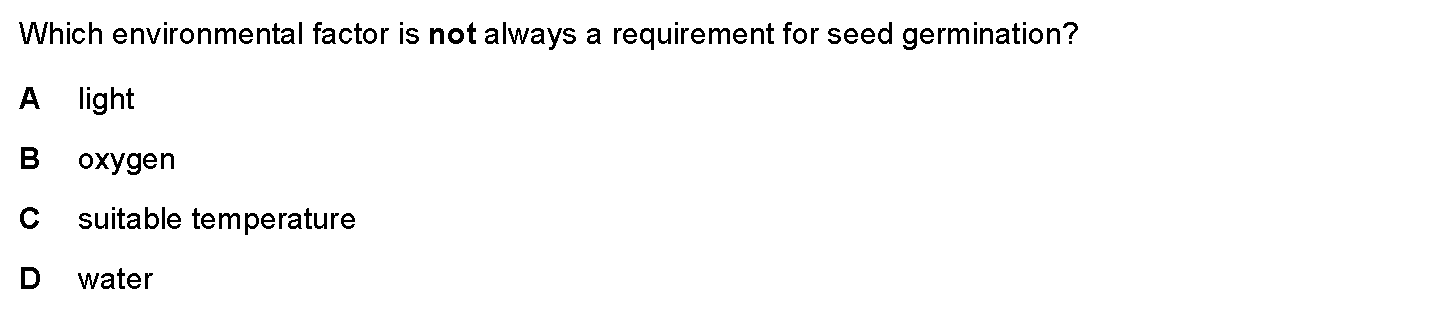 Which environmental factor is not always a requirement for seed germination?
A light
B oxygen
C suitable temperature
D water